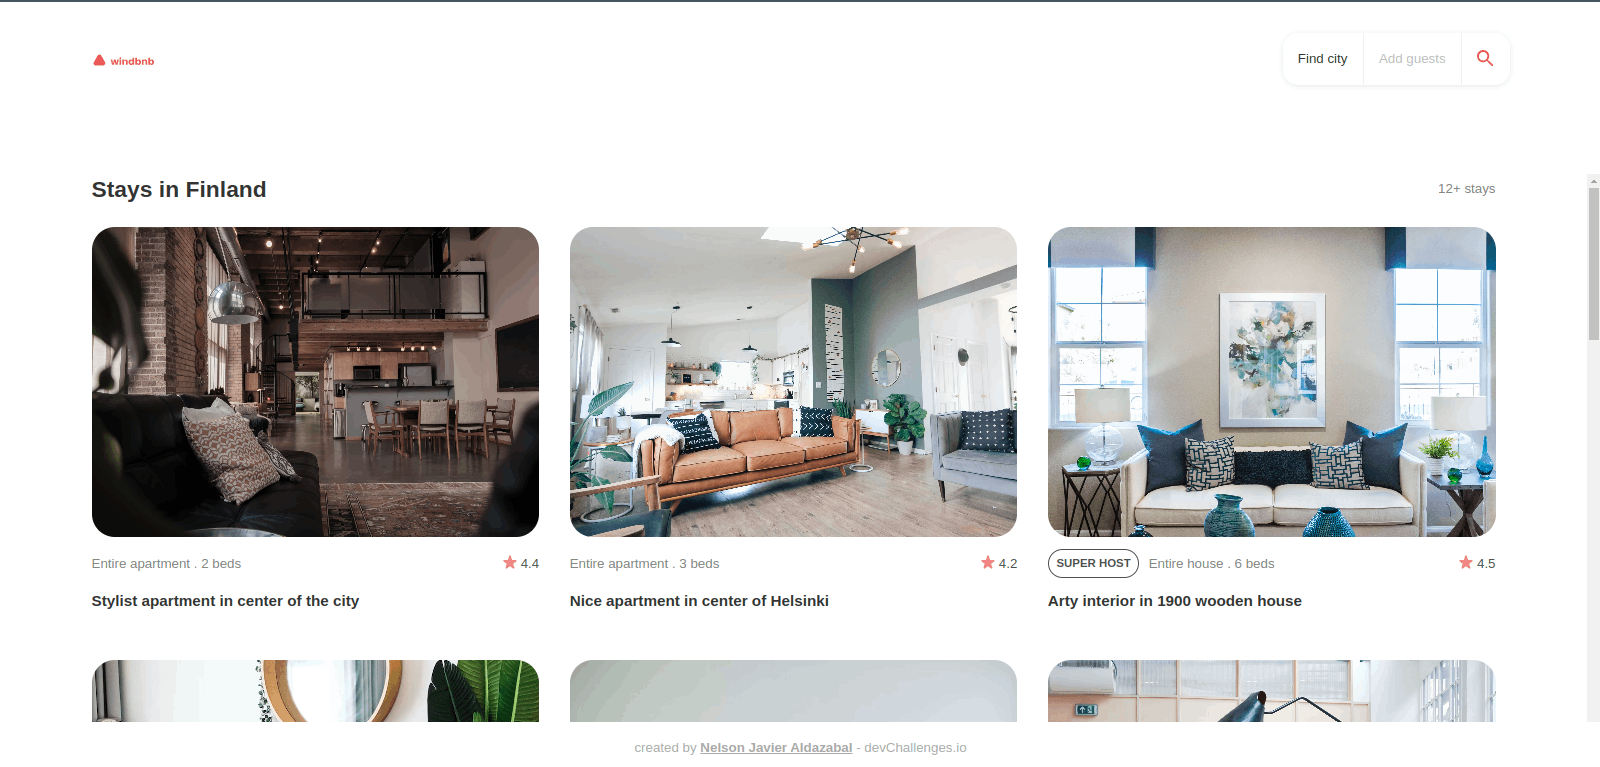 windbnb
Find city
Add guests
Stays in Finland
12+ stays
Entire apartment . 2 beds
4.4
Stylist apartment in center of the city
Entire apartment . 3 beds
4.2
Nice apartment in center of Helsinki
SUPER HOST
Entire house . 6 beds
4.5
Arty interior in 1900 wooden house
created by Nelson Javier Aldazabal - devChallenges.io